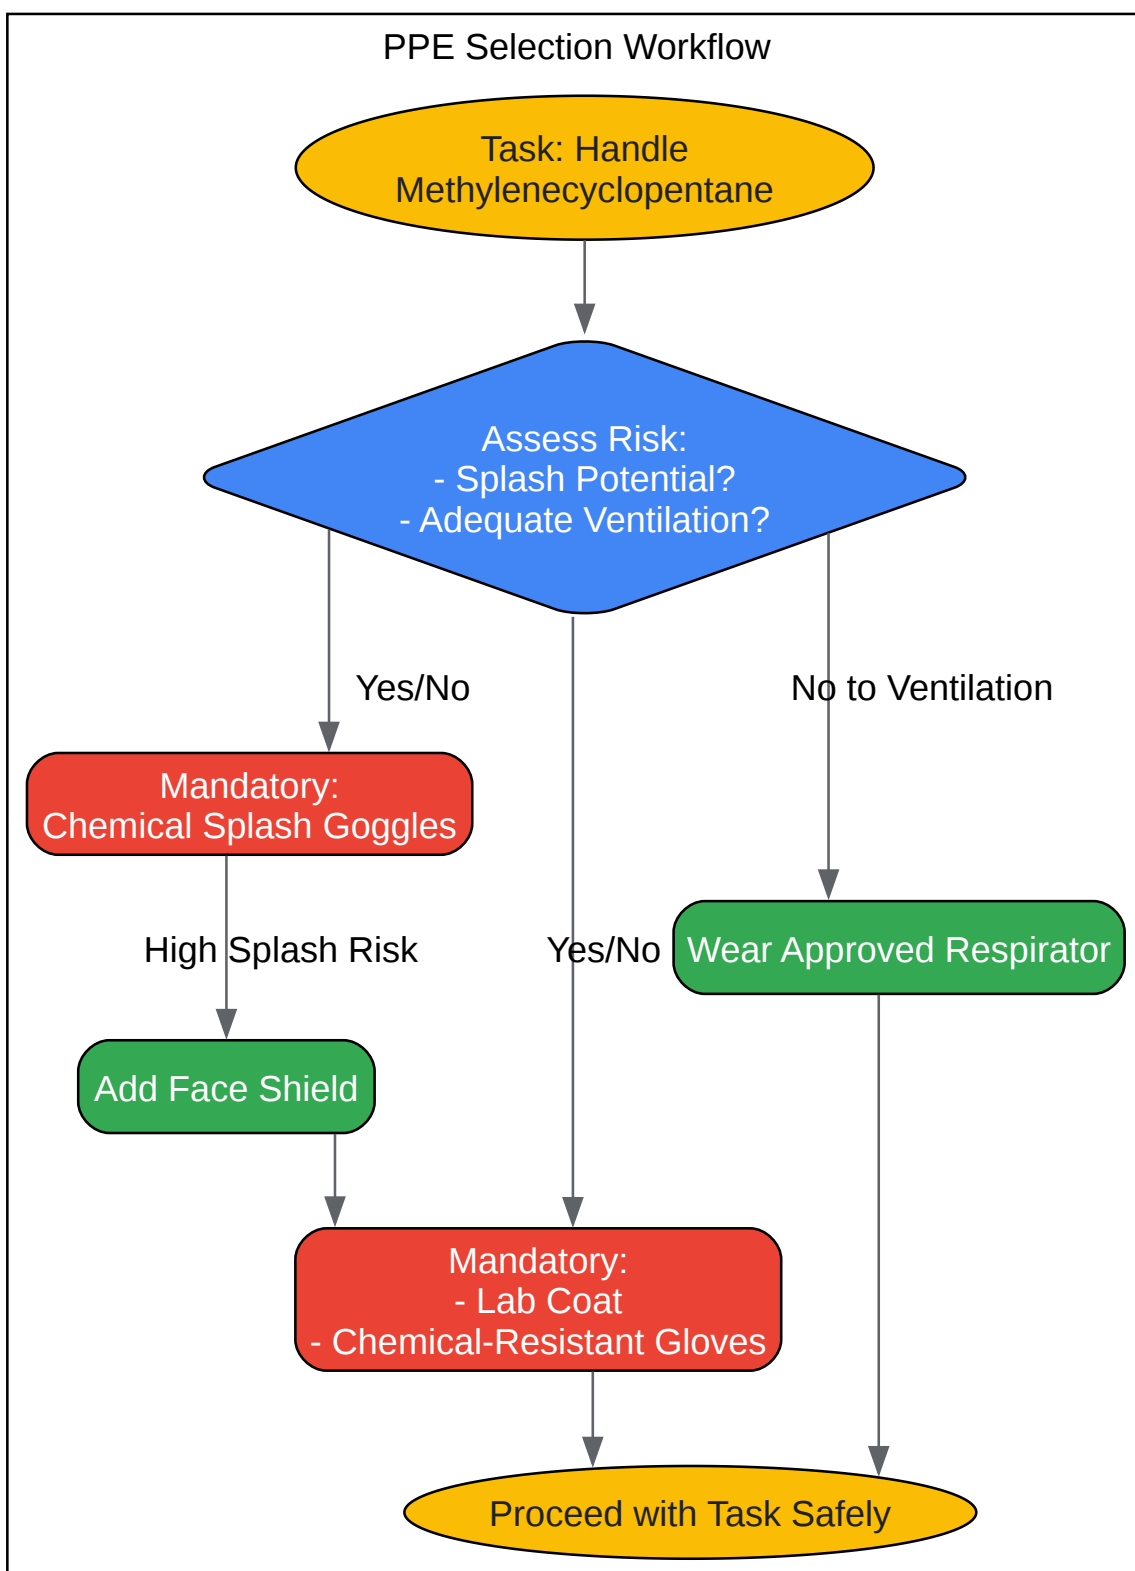 PPE Selection Workflow
Task: Handle
Methylenecyclopentane
Assess Risk:
- Splash Potential?
- Adequate Ventilation?
Yes/No
No to Ventilation
Mandatory:
Chemical Splash Goggles
High Splash Risk
Yes/No
Wear Approved Respirator
Add Face Shield
Mandatory:
- Lab Coat
- Chemical-Resistant Gloves
Proceed with Task Safely